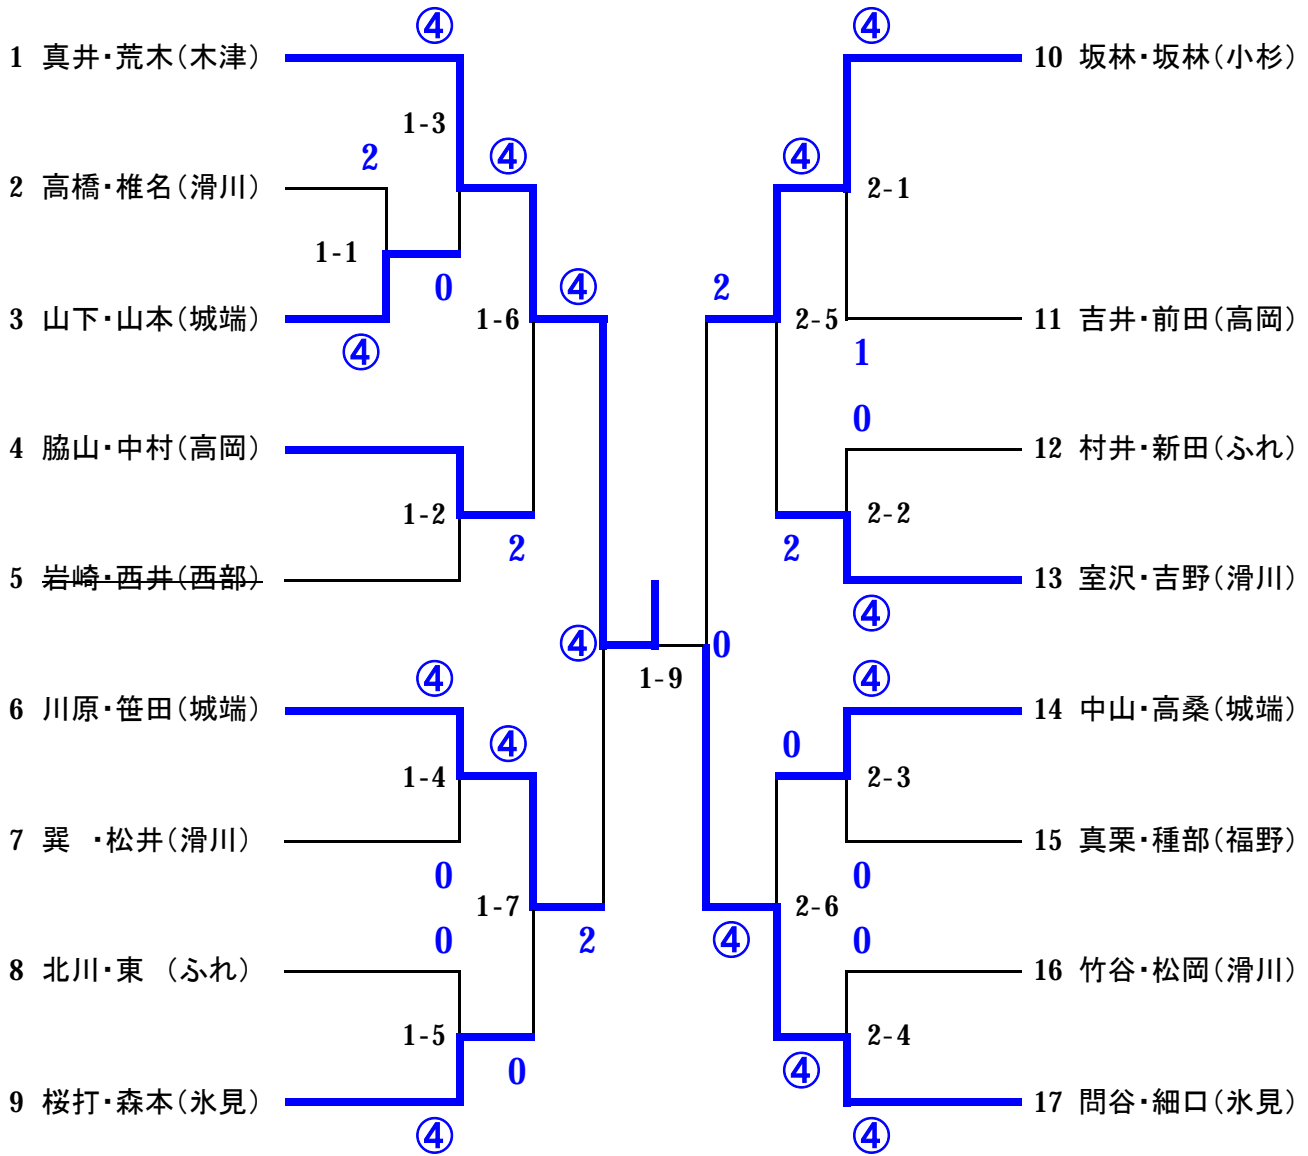 ④ ④
1 真井・荒木(木津) 10 坂林・坂林(小杉)
1-3
2 ④ ④
2 高橋・椎名(滑川) 2-1
1-1
0 ④ 2
3 山下・山本(城端) 1-6 2-5 11 吉井・前田(高岡)
④ 1
0
4 脇山・中村(高岡) 12 村井・新田(ふれ)
1-2 2-2
2 2
5 岩崎・西井(西部) 13 室沢・吉野(滑川)
④
④ 0
④ 1-9 ④
6 川原・笹田(城端) 14 中山・高桑(城端)
④ 0
1-4 2-3
7 巽 ・松井(滑川) 15 真栗・種部(福野)
0 0
1-7 2-6
0 2 ④ 0
8 北川・東 (ふれ) 16 竹谷・松岡(滑川)
1-5 2-4
0 ④
9 桜打・森本(氷見) 17 問谷・細口(氷見)
④ ④